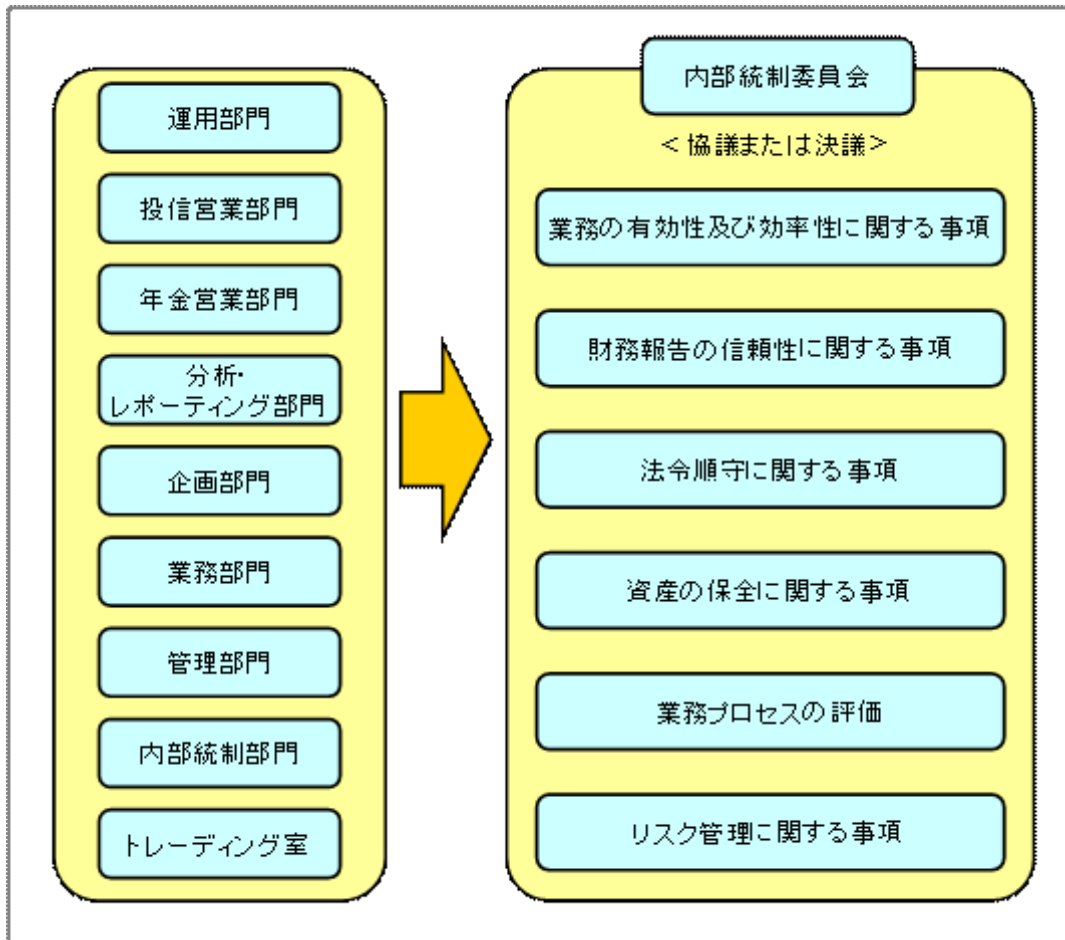 運用部門
投信営業部門
年金営業部門
分析・
レポーティング部門
企画部門
業務部門
管理部門
内部統制部門
トレーディング室
内部統制委員会
＜協議または決議＞
業務の有効性及び効率性に関する事項
財務報告の信頼性に関する事項
法令順守に関する事項
資産の保全に関する事項
業務プロセスの評価
リスク管理に関する事項